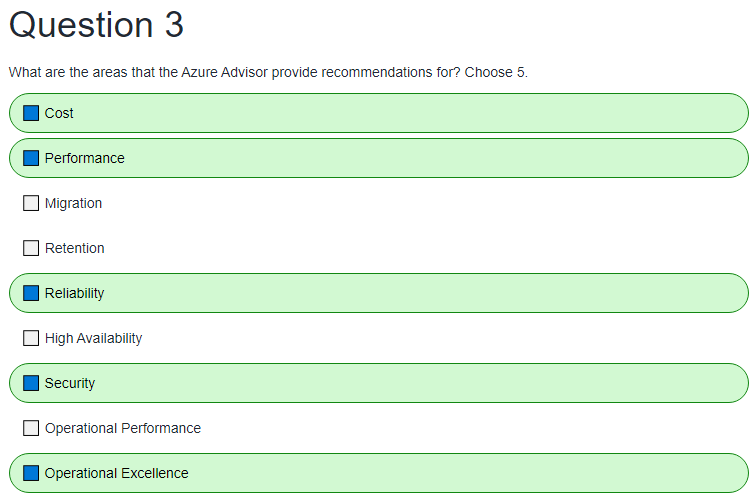 Question 3
What are the areas that the Azure Advisor provide recommendations for? Choose 5.
Cost
Performance
Migration
Retention
Reliability
High Availability
Security
Operational Performance
Operational Excellence